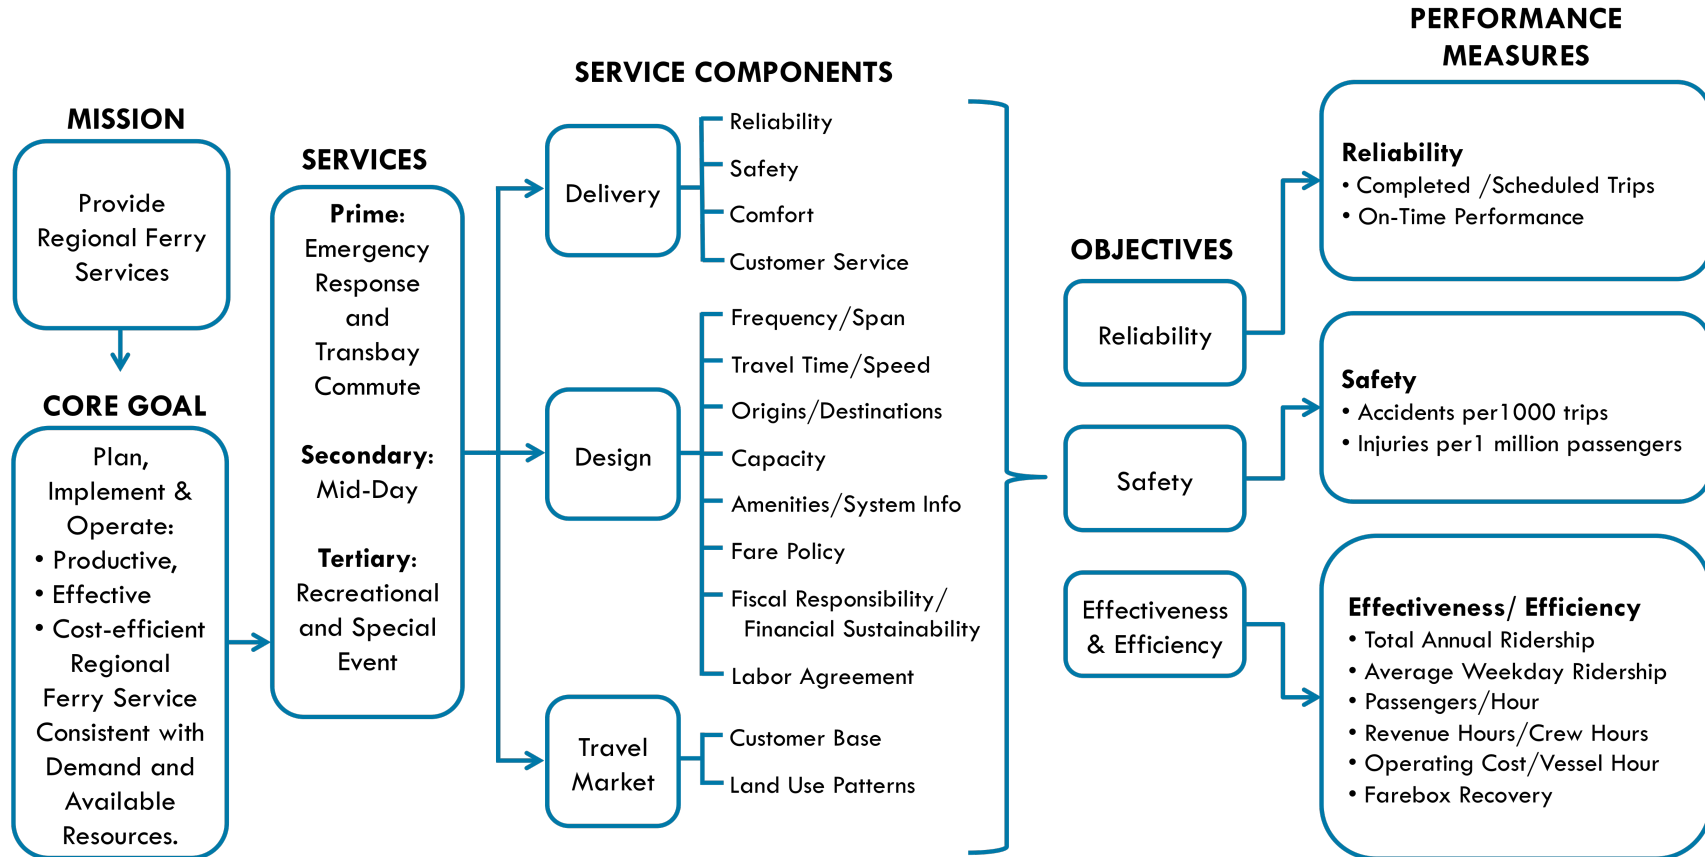 MISSION
Provide
Regional Ferry
Services
CORE GOAL
Plan,
Implement &
Operate:
• Productive,
• Effective
• Cost-efficient
Regional
Ferry Service
Consistent with
Demand and
Available
Resources.
SERVICES
Prime:
Emergency
Response
and
Transbay
Commute
Secondary:
Mid-Day
Tertiary:
Recreational
and Special
Event
SERVICE COMPONENTS
Delivery
Reliability
Safety
Comfort
Customer Service
Design
Frequency/Span
Travel Time/Speed
Origins/Destinations
Capacity
Amenities/System Info
Fare Policy
Fiscal Responsibility/
Financial Sustainability
Labor Agreement
Travel
Market
Customer Base
Land Use Patterns
OBJECTIVES
Reliability
Safety
Effectiveness
& Efficiency
PERFORMANCE
MEASURES
Reliability
• Completed /Scheduled Trips
• On-Time Performance
Safety
• Accidents per1000 trips
• Injuries per1 million passengers
Effectiveness/ Efficiency
• Total Annual Ridership
• Average Weekday Ridership
• Passengers/Hour
• Revenue Hours/Crew Hours
• Operating Cost/Vessel Hour
• Farebox Recovery